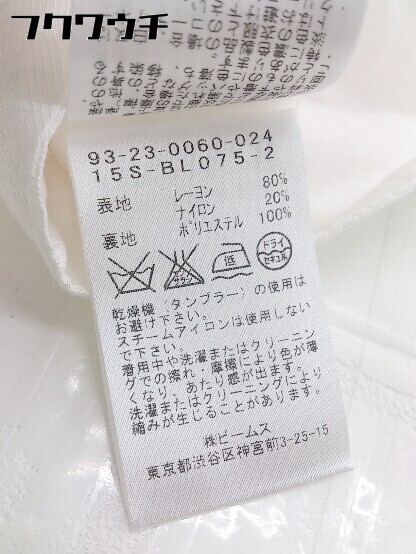 フクワウチ
93-23-0060-024
15S-BL075-2
表地 レーヨン 80%
ナイロン 20%
裏地 ポリエステル 100%
エンソ サラシ
低
ドライ
セキユ系
乾燥機(タンブラー)の使用は
お避け下さい。
スチームアイロンは使用しない
で下さい。
着用中や洗濯またはクリーニン
グでの擦れ・摩擦により色が薄
くなり、あたり感が出ます。
洗濯またはクリーニングにより
縮みが生じることがあります。
株ビームス
東京都渋谷区神宮前3-25-15